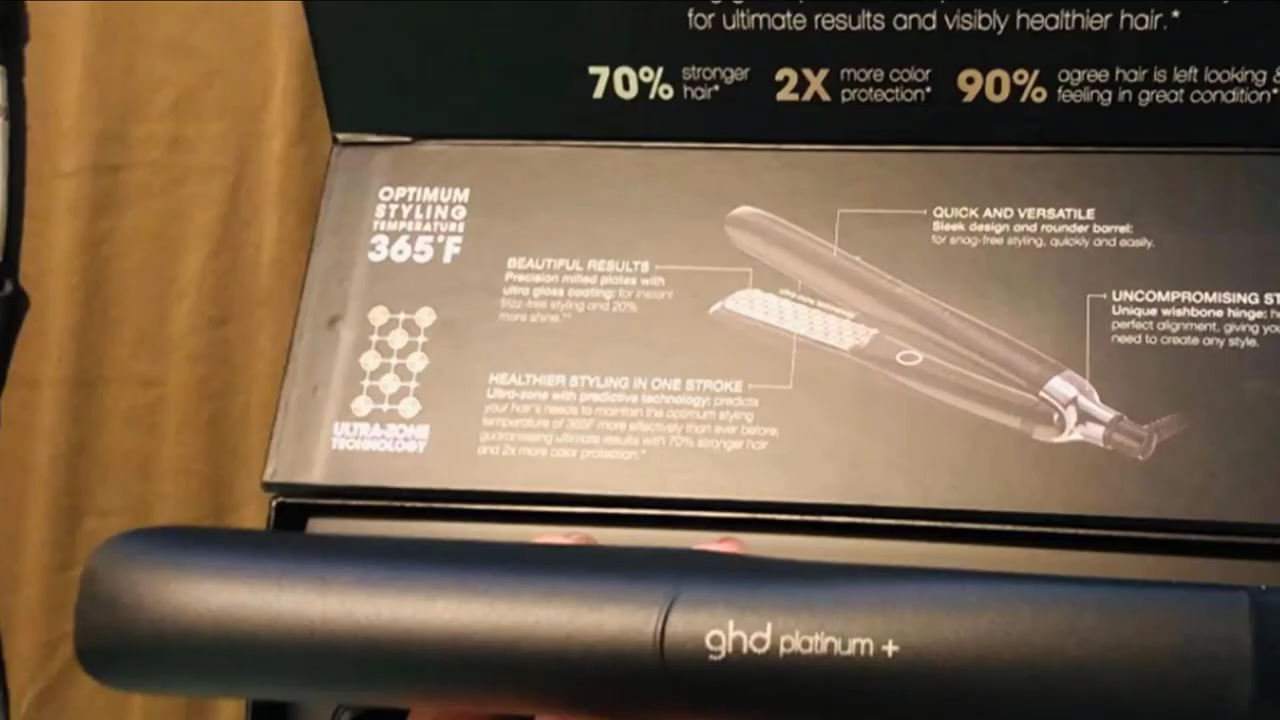 for ultimate results and visibly healthier hair.*
70% stronger hair*
2X more color protection*
90% agree hair is left looking & feeling in great condition*
OPTIMUM
STYLING
TEMPERATURE
365°F
ULTRA-ZONE
TECHNOLOGY
BEAUTIFUL RESULTS
Precision milled plates with
ultra gloss coating: for instant
frizz-free styling and 20%
more shine.**
HEALTHIER STYLING IN ONE STROKE
Ultra-zone with predictive technology: predicts
your hair's needs to maintain the optimum styling
temperature of 365F more effectively than ever before,
guaranteeing ultimate results with 70% stronger hair
and 2x more color protection.*
QUICK AND VERSATILE
Sleek design and rounder barrel:
for snag-free styling, quickly and easily.
UNCOMPROMISING ST
Unique wishbone hinge:
perfect alignment, giving you
need to create any style.
ghd platinum +